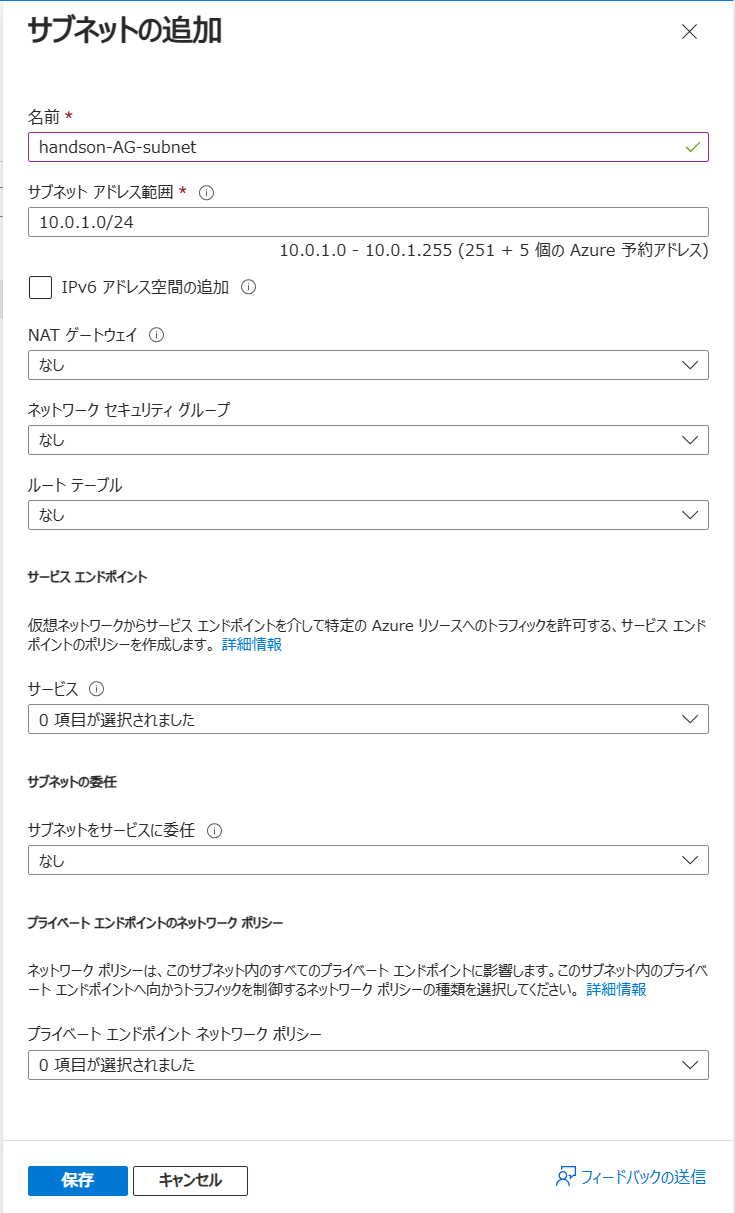 サブネットの追加
名前 *
handson-AG-subnet
サブネット アドレス範囲 *
10.0.1.0/24
10.0.1.0 - 10.0.1.255 (251 + 5 個の Azure 予約アドレス)
IPv6 アドレス空間の追加
NAT ゲートウェイ
なし
ネットワーク セキュリティ グループ
なし
ルート テーブル
なし
サービス エンドポイント
仮想ネットワークからサービス エンドポイントを介して特定の Azure リソースへのトラフィックを許可する、サービス エンド
ポイントのポリシーを作成します。 詳細情報
サービス
0 項目が選択されました
サブネットの委任
サブネットをサービスに委任
なし
プライベート エンドポイントのネットワーク ポリシー
ネットワーク ポリシーは、このサブネット内のすべてのプライベート エンドポイントに影響します。このサブネット内のプライベ
ート エンドポイントへ向かうトラフィックを制御するネットワーク ポリシーの種類を選択してください。 詳細情報
プライベート エンドポイント ネットワーク ポリシー
0 項目が選択されました
保存 キャンセル フィードバックの送信